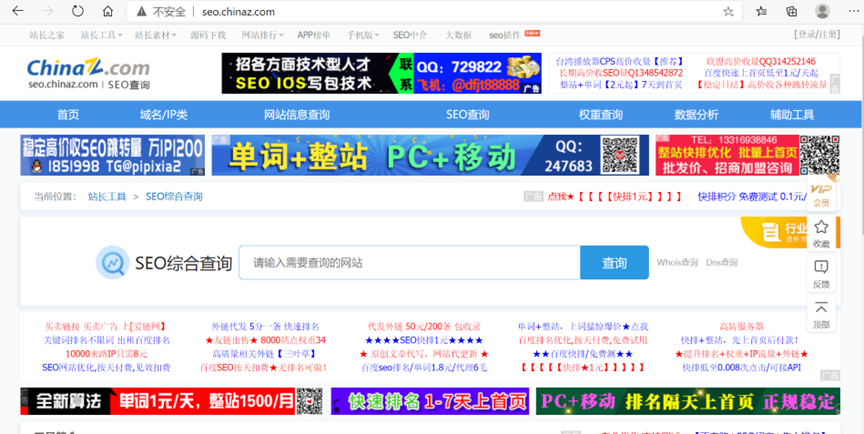 不安全 seo.chinaz.com
站长之家 站长工具 站长素材 源码下载 网站排行 APP榜单 手机版 SEO中介 大数据 seo插件 [登录/注册]
ChinaZ.com
seo.chinaz.com | SEO查询
招各方面技术型人才
SEO IOS写包技术
联系
QQ: 729822
飞机: @dfjt88888
广告
台湾播放器CPS高价收量【推荐】 联盟高价收量QQ314252146
长期高价收SEO量Q1348542872 百度快速上首页低至1元/天起
整站+单词【2元起】7天到首页 【稳定日结】高价收各种跳转流量
首页 域名/IP类 网站信息查询 SEO查询 权重查询 数据分析 辅助工具
稳定高价收SEO跳转量 万IP1200
1851998 TG@pipixia2
广告
单词+整站 PC+移动
QQ:
247683
TEL: 13316938846
整站快排优化 批量上首页
批发价、招商加盟咨询
当前位置: 站长工具 > SEO综合查询
广告 点我★【【【【快排1元】】】】 快排积分 免费测试 0.1元/
VIP
会员
收藏
反馈
顶部
SEO综合查询 请输入需要查询的网站 查询 Whois查询 Dns查询
买卖链接 买卖广告 上[爱链网] 外链代发 5分一条 快速排名 代发外链 50元/200条 包收录 单词+整站，上词猛惊爆价★点我 高防服务器
关键词排名不限词 出租百度排名 ★友链出售★ 8000站点权重34 ★★★★SEO快排1元★★★★ 百度排名优化,按天付费,免费试用 快排+整站，先上首页后付款!
10000来路IP只需8元 高质量相关外链【三叶草】 ★ 原创文章代写、网站代更新 ★ ★★百度快排/免费测★★ ★提升排名+权重+IP流量+外链★
SEO网站优化,按天付费,见效扣费 百度SEO按天扣费★无排名可做! 百度seo排名/单词1.8元/代理6毛 【【【【【快排★1元】】】】】 快排低至0.008次点击/可接API
广告
全新算法 单词1元/天，整站1500/月
快速排名 1-7天上首页
PC+移动 排名隔天上首页 正规稳定